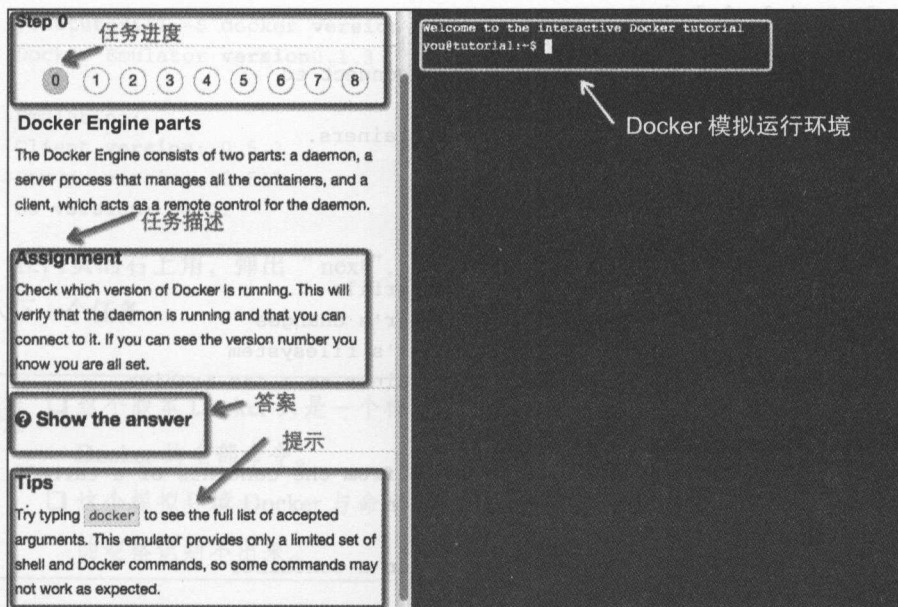 Step 0
任务进度
0 1 2 3 4 5 6 7 8
Docker Engine parts
The Docker Engine consists of two parts: a daemon, a
server process that manages all the containers, and a
client, which acts as a remote control for the daemon.
任务描述
Assignment
Check which version of Docker is running. This will
verify that the daemon is running and that you can
connect to it. If you can see the version number you
know you are all set.
答案
Show the answer
提示
Tips
Try typing docker to see the full list of accepted
arguments. This emulator provides only a limited set of
shell and Docker commands, so some commands may
not work as expected.
Welcome to the interactive Docker tutorial
you@tutorial:~$
Docker 模拟运行环境